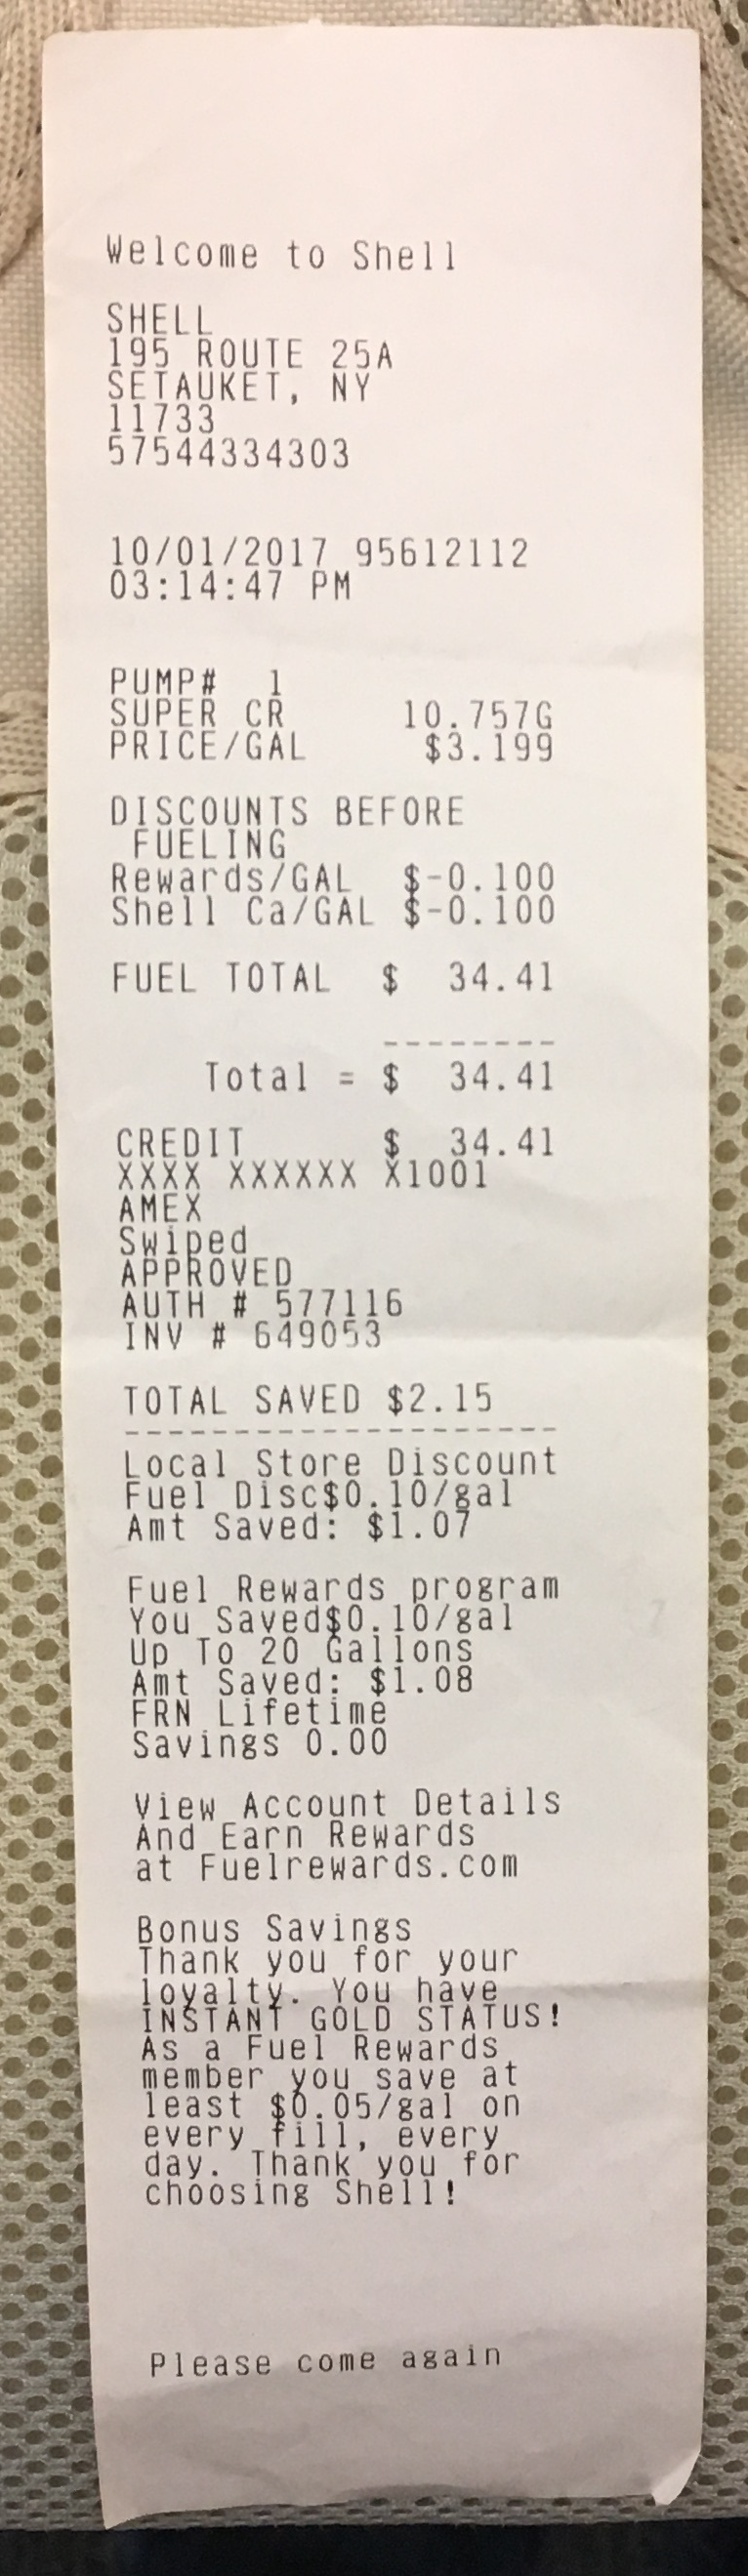 Welcome to Shell
SHELL
195 ROUTE 25A
SETAUKET, NY
11733
57544334303
10/01/2017 95612112
03:14:47 PM
PUMP# 1
SUPER CR 10.757G
PRICE/GAL $3.199
DISCOUNTS BEFORE
FUELING
Rewards/GAL $-0.100
Shell Ca/GAL $-0.100
FUEL TOTAL $ 34.41
--------
Total = $ 34.41
CREDIT $ 34.41
XXXX XXXXXX X1001
AMEX
Swiped
APPROVED
AUTH # 577116
INV # 649053
TOTAL SAVED $2.15
--------------------
Local Store Discount
Fuel Disc$0.10/gal
Amt Saved: $1.07
Fuel Rewards program
You Saved$0.10/gal
Up To 20 Gallons
Amt Saved: $1.08
FRN Lifetime
Savings 0.00
View Account Details
And Earn Rewards
at Fuelrewards.com
Bonus Savings
Thank you for your
loyalty. You have
INSTANT GOLD STATUS!
As a Fuel Rewards
member you save at
least $0.05/gal on
every fill, every
day. Thank you for
choosing Shell!
Please come again